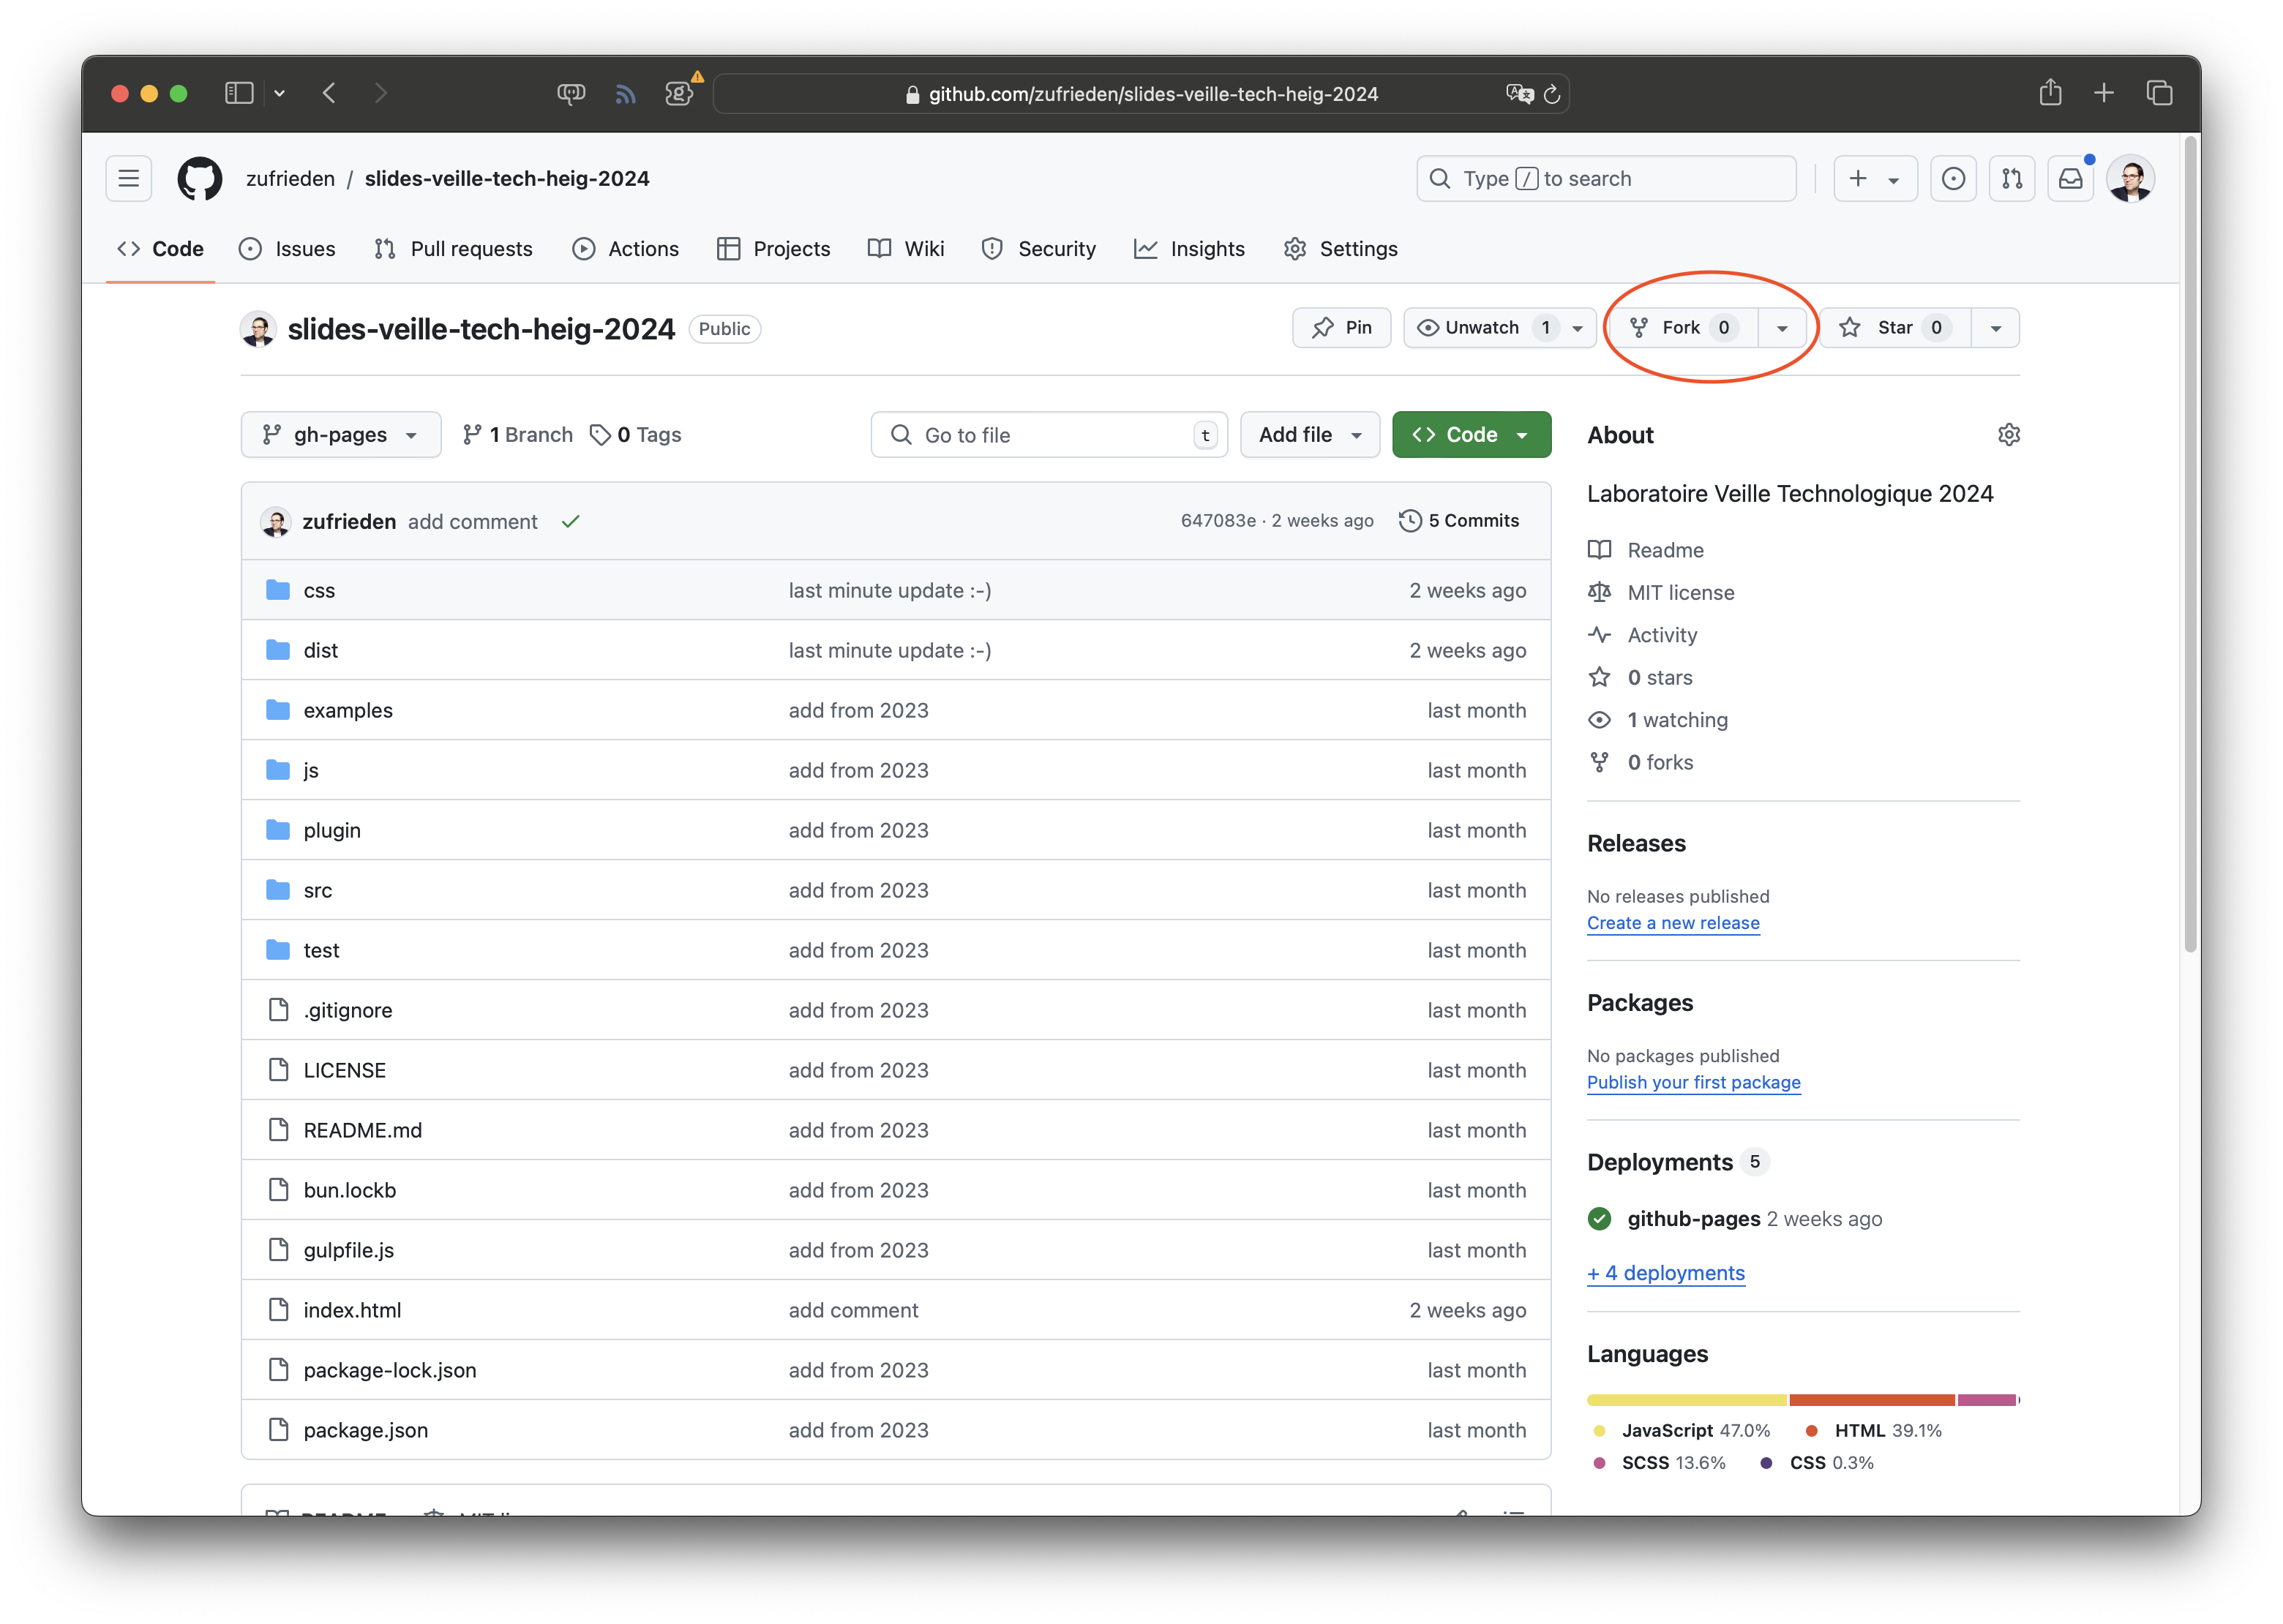 github.com/zufrieden/slides-veille-tech-heig-2024
zufrieden / slides-veille-tech-heig-2024
Type / to search
Code Issues Pull requests Actions Projects Wiki Security Insights Settings
slides-veille-tech-heig-2024 Public
Pin Unwatch 1 Fork 0 Star 0
gh-pages 1 Branch 0 Tags
Go to file t Add file Code
zufrieden add comment 647083e · 2 weeks ago 5 Commits
css last minute update :-) 2 weeks ago
dist last minute update :-) 2 weeks ago
examples add from 2023 last month
js add from 2023 last month
plugin add from 2023 last month
src add from 2023 last month
test add from 2023 last month
.gitignore add from 2023 last month
LICENSE add from 2023 last month
README.md add from 2023 last month
bun.lockb add from 2023 last month
gulpfile.js add from 2023 last month
index.html add comment 2 weeks ago
package-lock.json add from 2023 last month
package.json add from 2023 last month
README
About
Laboratoire Veille Technologique 2024
Readme
MIT license
Activity
0 stars
1 watching
0 forks
Releases
No releases published
Create a new release
Packages
No packages published
Publish your first package
Deployments 5
github-pages 2 weeks ago
+ 4 deployments
Languages
JavaScript 47.0% HTML 39.1%
SCSS 13.6% CSS 0.3%